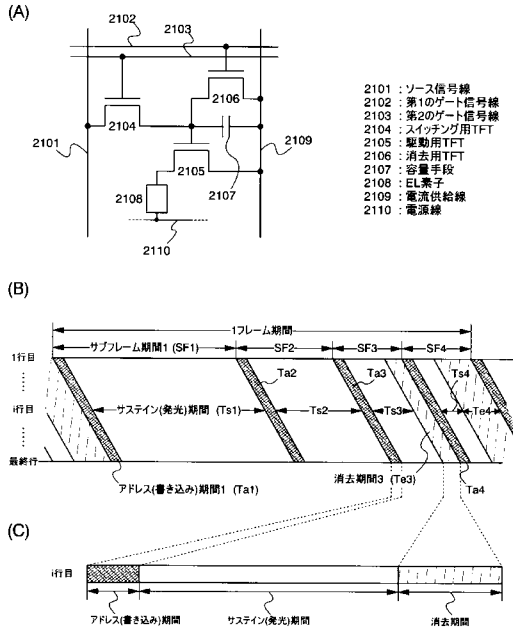 (A)
2102
2103
2106
2104
2101
2105
2109
2107
2108
2110
2101：ソース信号線
2102：第1のゲート信号線
2103：第2のゲート信号線
2104：スイッチング用TFT
2105：駆動用TFT
2106：消去用TFT
2107：容量手段
2108：EL素子
2109：電流供給線
2110：電源線
(B)
1フレーム期間
サブフレーム期間1 (SF1)
SF2
SF3
SF4
1行目
Ta2
Ta3
Ts4
i行目
サステイン(発光)期間 (Ts1)
Ts2
Ts3
Te4
最終行
アドレス(書き込み)期間1 (Ta1)
消去期間3 (Te3)
Ta4
(C)
i行目
アドレス(書き込み)期間
サステイン(発光)期間
消去期間